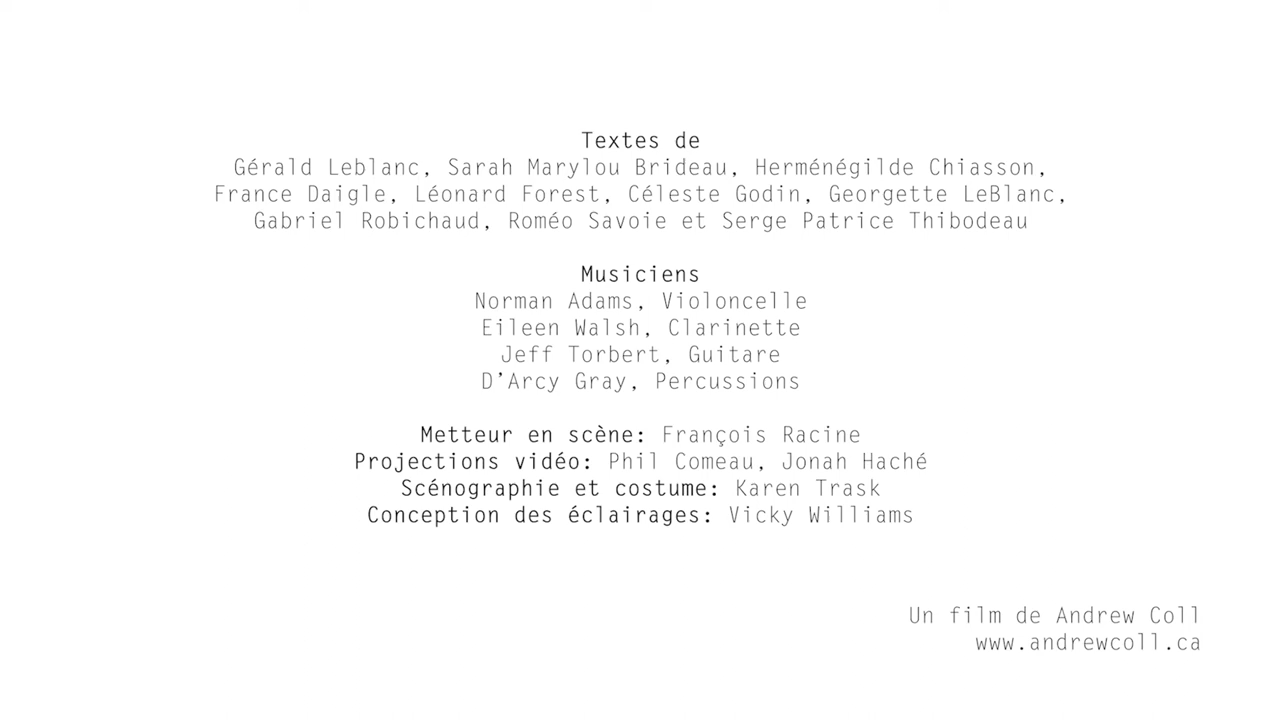 Textes de
Gérald Leblanc, Sarah Marylou Brideau, Herménégilde Chiasson,
France Daigle, Léonard Forest, Céleste Godin, Georgette LeBlanc,
Gabriel Robichaud, Roméo Savoie et Serge Patrice Thibodeau
Musiciens
Norman Adams, Violoncelle
Eileen Walsh, Clarinette
Jeff Torbert, Guitare
D'Arcy Gray, Percussions
Metteur en scène: François Racine
Projections vidéo: Phil Comeau, Jonah Haché
Scénographie et costume: Karen Trask
Conception des éclairages: Vicky Williams
Un film de Andrew Coll
www.andrewcoll.ca